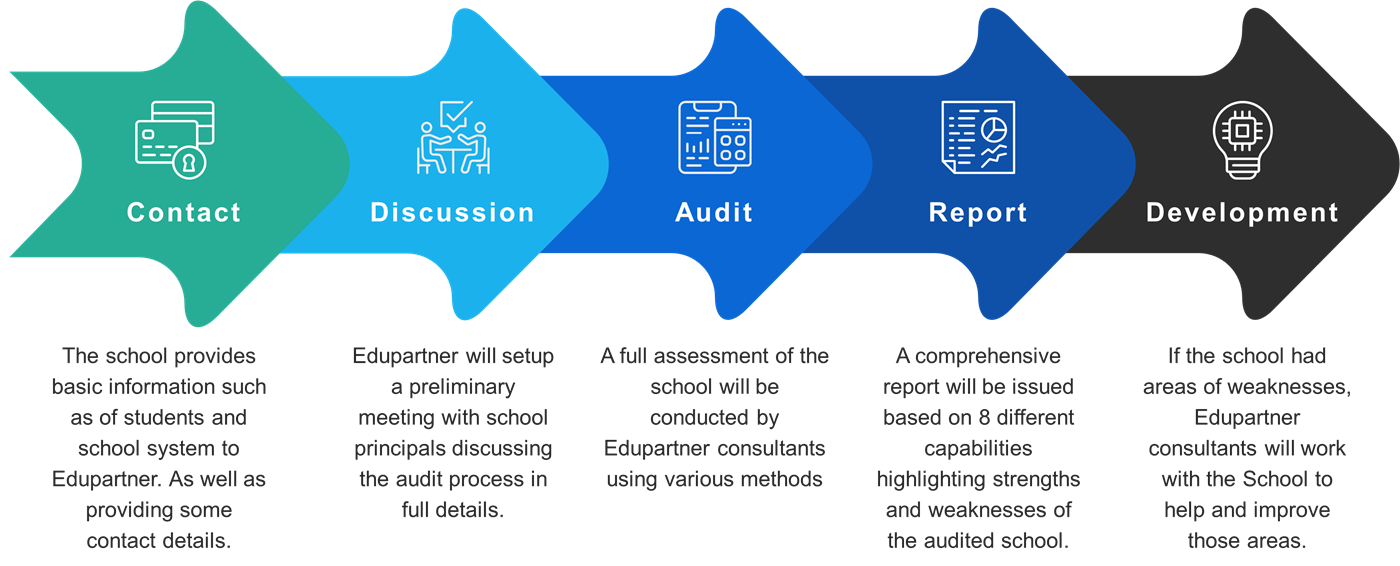 Contact
The school provides
basic information such
as of students and
school system to
Edupartner. As well as
providing some
contact details.
Discussion
Edupartner will setup
a preliminary
meeting with school
principals discussing
the audit process in
full details.
Audit
A full assessment of the
school will be
conducted by
Edupartner consultants
using various methods
Report
A comprehensive
report will be issued
based on 8 different
capabilities
highlighting strengths
and weaknesses of
the audited school.
Development
If the school had
areas of weaknesses,
Edupartner
consultants will work
with the School to
help and improve
those areas.